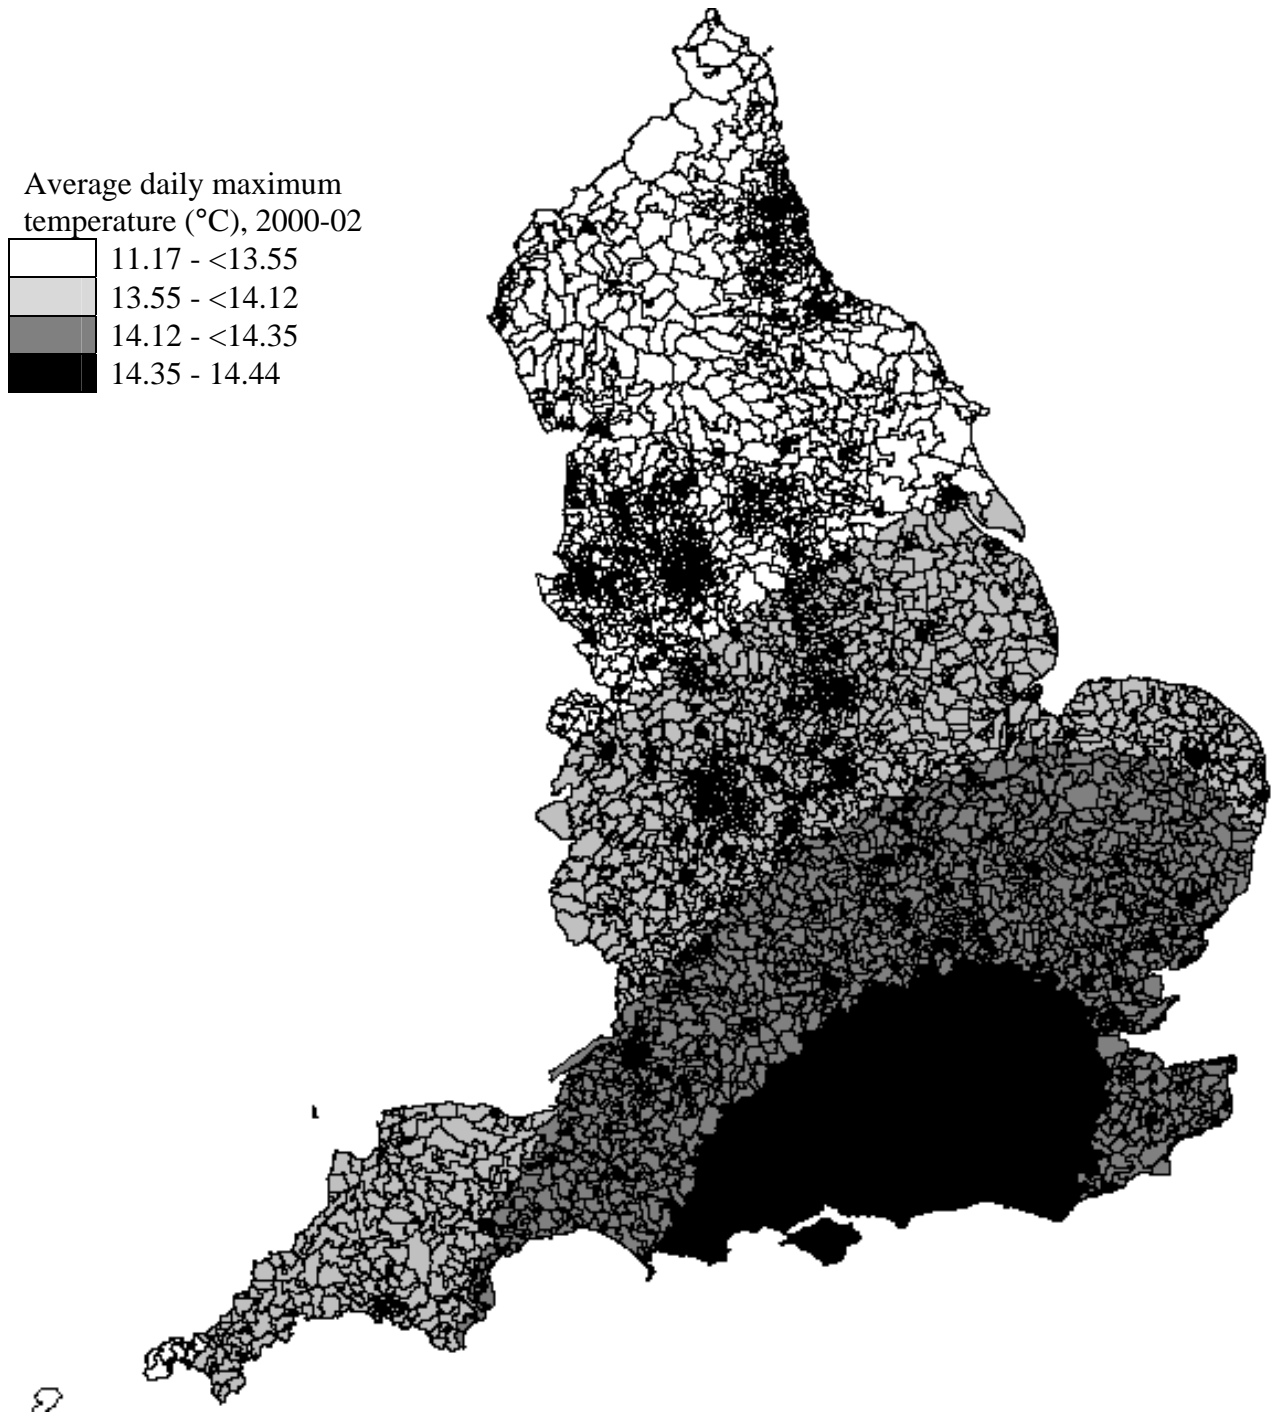 Average daily maximum
temperature (°C), 2000-02
11.17 - <13.55
13.55 - <14.12
14.12 - <14.35
14.35 - 14.44